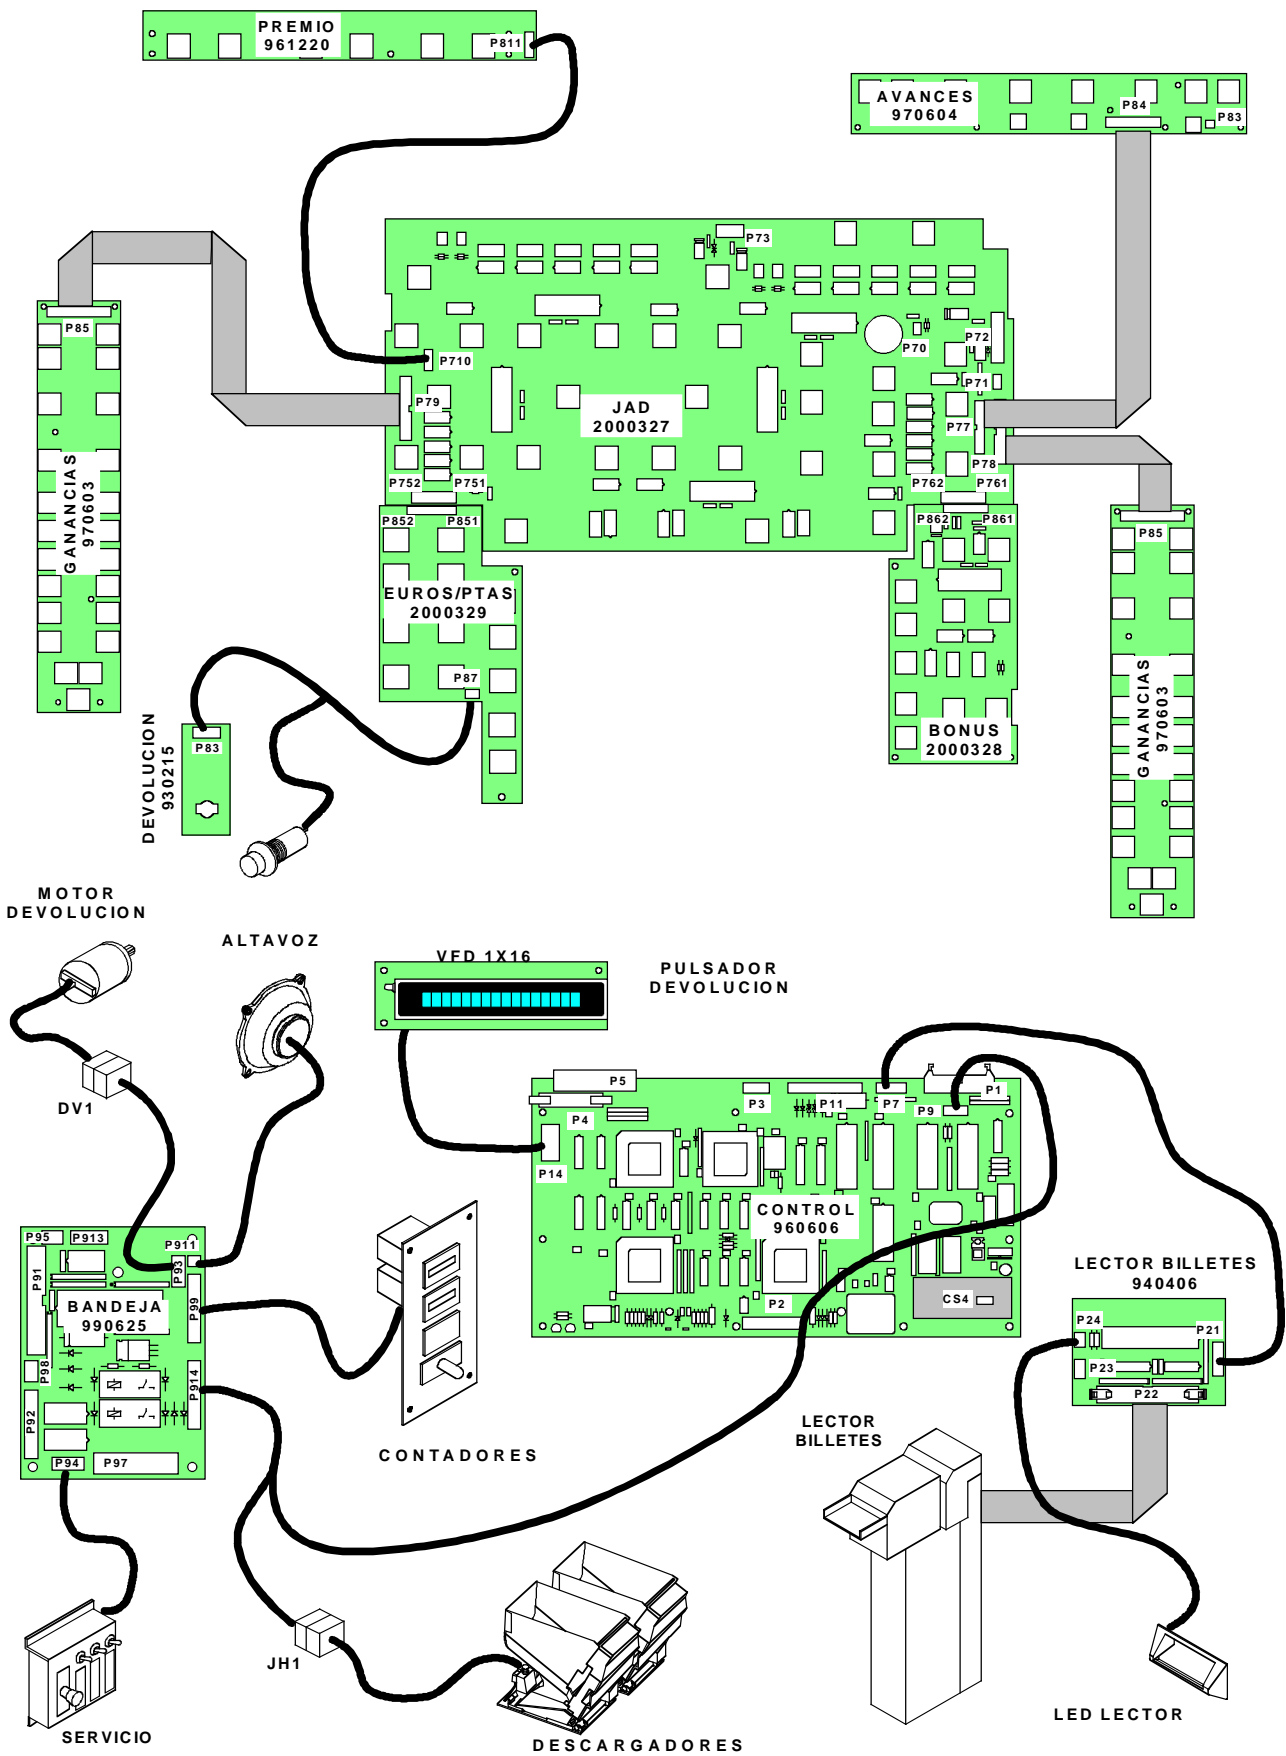 PREMIO
961220
P811
AVANCES
970604
P84
P83
P73
P85
P710
P70
P72
P71
P79
JAD
2000327
P77
P78
GANANCIAS
970603
P752
P751
P762
P761
P852
P851
P862
P861
P85
EUROS/PTAS
2000329
GANANCIAS
970603
P87
DEVOLUCION
930215
P83
BONUS
2000328
MOTOR
DEVOLUCION
ALTAVOZ
VFD 1X16
PULSADOR
DEVOLUCION
DV1
P5
P3
P11
P7
P9
P1
P4
P14
CONTROL
960606
P2
CS4
P95
P913
P911
P91
P93
BANDEJA
990625
P99
P98
P914
P92
P94
P97
LECTOR BILLETES
940406
P24
P21
P23
P22
CONTADORES
LECTOR
BILLETES
JH1
SERVICIO
DESCARGADORES
LED LECTOR